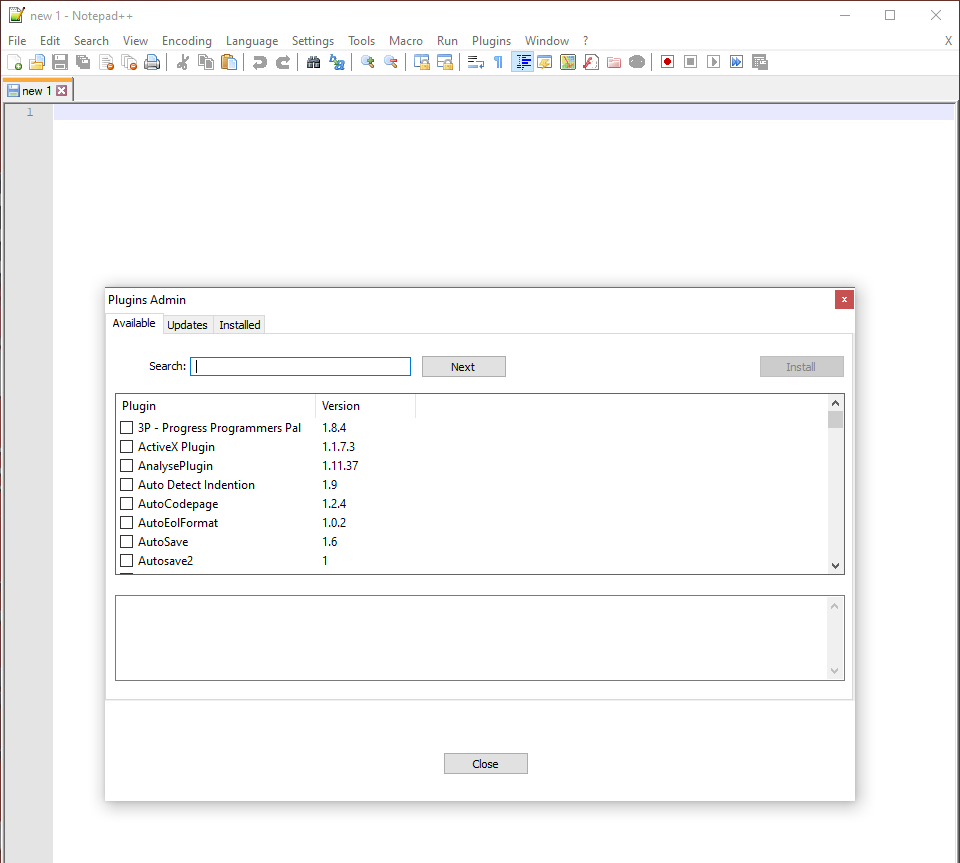 new 1 - Notepad++
File Edit Search View Encoding Language Settings Tools Macro Run Plugins Window ? X
new 1
1
Plugins Admin
Available Updates Installed
Search: Next Install
Plugin Version
3P - Progress Programmers Pal 1.8.4
ActiveX Plugin 1.1.7.3
AnalysePlugin 1.11.37
Auto Detect Indention 1.9
AutoCodepage 1.2.4
AutoEolFormat 1.0.2
AutoSave 1.6
Autosave2 1
Close